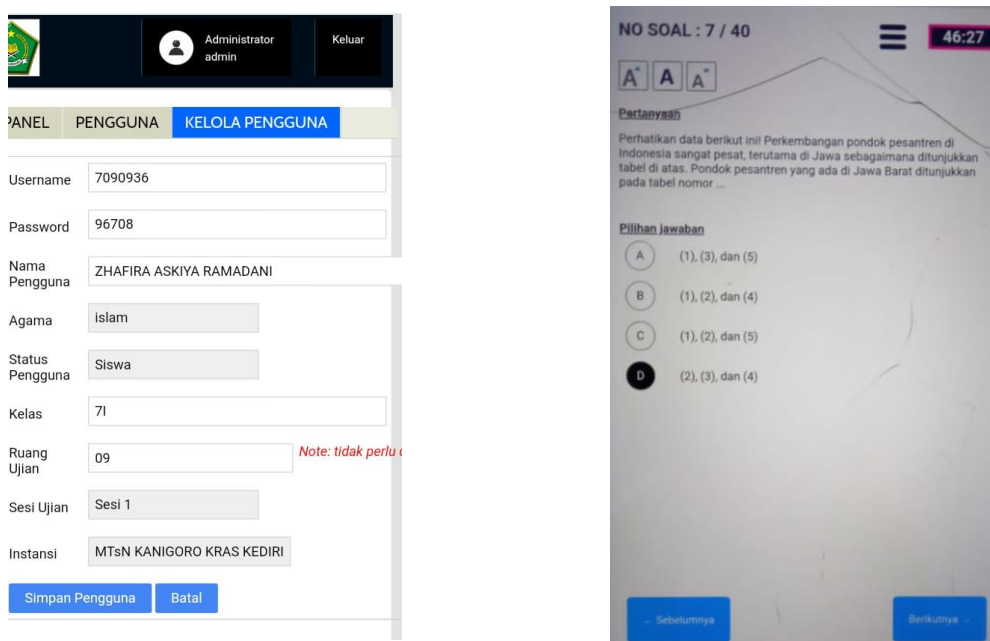 Administrator
admin
Keluar
PANEL PENGGUNA KELOLA PENGGUNA
Username 7090936
Password 96708
Nama
Pengguna
ZHAFIRA ASKIYA RAMADANI
Agama islam
Status
Pengguna
Siswa
Kelas 7I
Ruang
Ujian
09
Note: tidak perlu
Sesi Ujian Sesi 1
Instansi MTsN KANIGORO KRAS KEDIRI
Simpan Pengguna Batal
NO SOAL : 7 / 40
46:27
A A A
Pertanyaan
Perhatikan data berikut ini! Perkembangan pondok pesantren di
Indonesia sangat pesat, terutama di Jawa sebagaimana ditunjukkan
tabel di atas. Pondok pesantren yang ada di Jawa Barat ditunjukkan
pada tabel nomor ...
Pilihan jawaban
A (1), (3), dan (5)
B (1), (2), dan (4)
C (1), (2), dan (5)
D (2), (3), dan (4)
← Sebelumnya
Berikutnya →